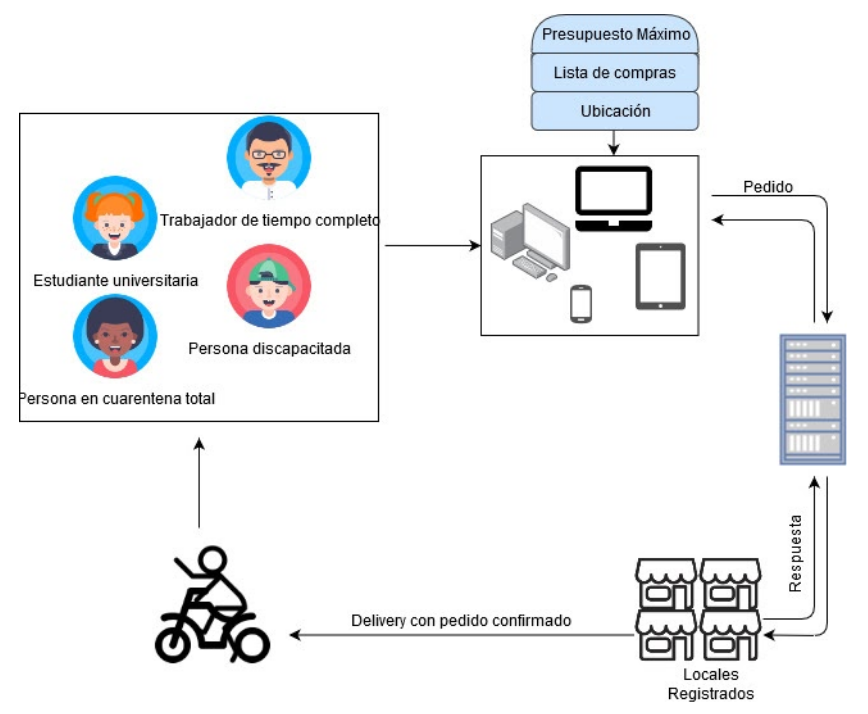 Presupuesto Máximo
Lista de compras
Ubicación
Trabajador de tiempo completo
Estudiante universitaria
Persona discapacitada
Persona en cuarentena total
Pedido
Respuesta
Delivery con pedido confirmado
Locales
Registrados